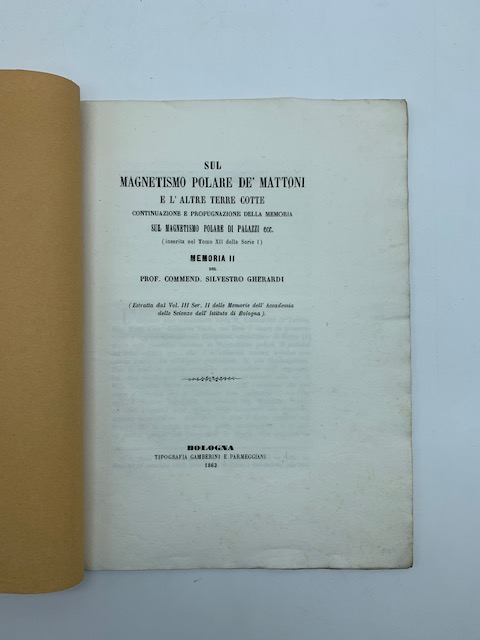 SUL
MAGNETISMO POLARE DE' MATTONI
E L' ALTRE TERRE COTTE
CONTINUAZIONE E PROPUGNAZIONE DELLA MEMORIA
SUL MAGNETISMO POLARE DI PALAZZI ecc.
(inserita nel Tomo XII della Serie I)
MEMORIA II
DEL
PROF. COMMEND. SILVESTRO GHERARDI
(Estratta dal Vol. III Ser. II delle Memorie dell' Accademia
delle Scienze dell' Istituto di Bologna).
BOLOGNA
TIPOGRAFIA GAMBERINI E PARMEGGIANI
1863